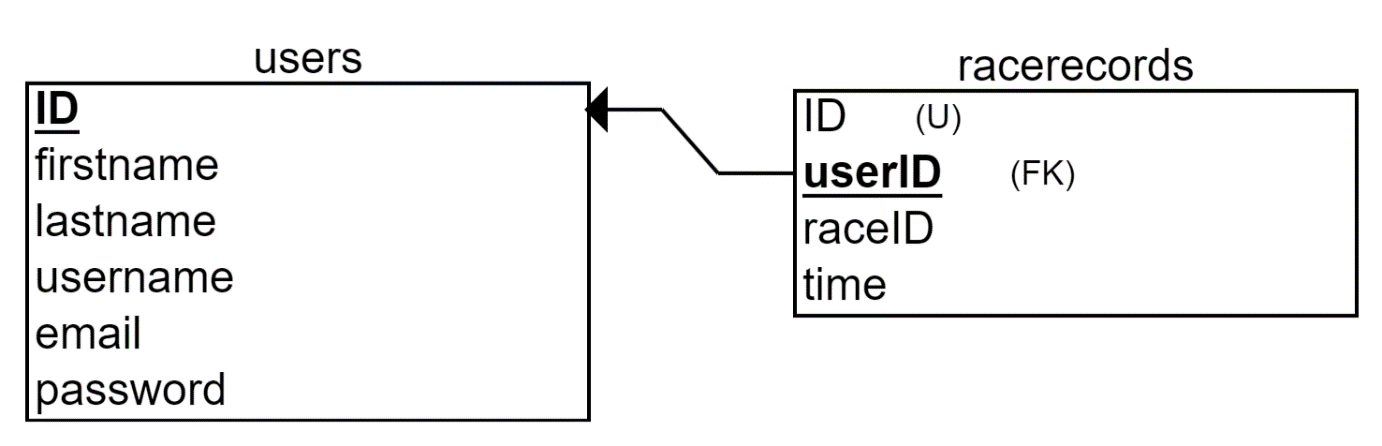 users
ID
firstname
lastname
username
email
password
racerecords
ID (U)
userID (FK)
raceID
time